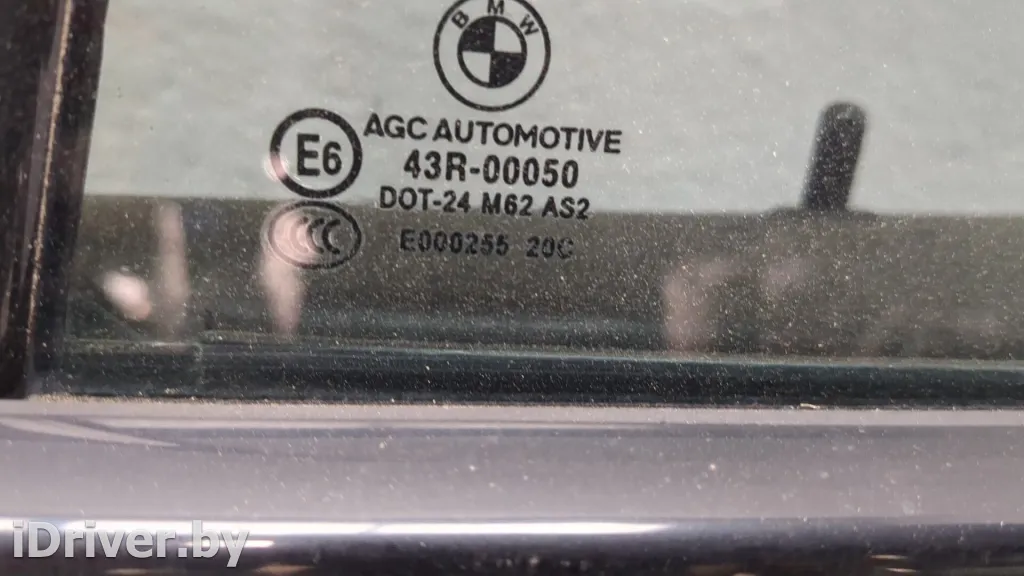 BMW
E6
AGC AUTOMOTIVE
43R-00050
DOT-24 M62 AS2
CCC
E000255 20C
iDriver.by